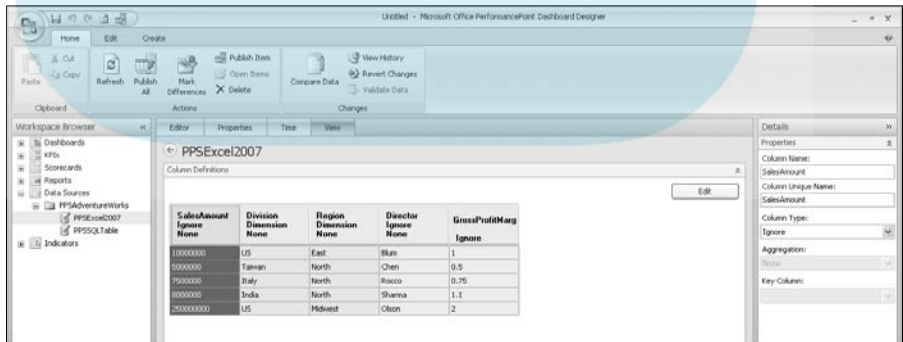 Untitled - Microsoft Office PerformancePoint Dashboard Designer
Home Edit Create
Paste
Cut
Copy
Clipboard
Refresh
Publish All
Mark Differences
Publish Item
Open Items
Delete
Actions
Compare Data
View History
Revert Changes
Validate Data
Changes
Workspace Browser
Dashboards
KPIs
Scorecards
Reports
Data Sources
PPSAdventureWorks
PPSExcel2007
PPSSQLTable
Indicators
Editor Properties Time View
PPSExcel2007
Column Definitions
Edit
SalesAmount Division Region Director GrossProfitMarg
Ignore Dimension Dimension Ignore
None None None None Ignore
10000000 US East Blum 1
5000000 Taiwan North Chen 0.5
7500000 Italy North Rocco 0.75
8000000 India North Sharma 1.1
250000000 US Midwest Olson 2
Details
Properties
Column Name:
SalesAmount
Column Unique Name:
SalesAmount
Column Type:
Ignore
Aggregation:
None
Key Column: